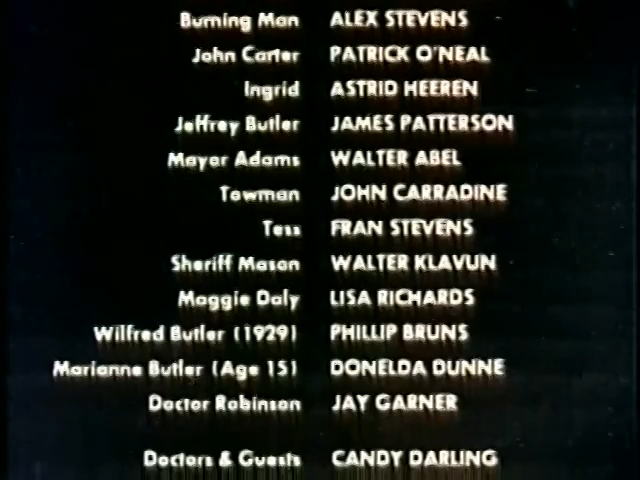 Burning Man ALEX STEVENS
John Carter PATRICK O'NEAL
Ingrid ASTRID HEEREN
Jeffrey Butler JAMES PATTERSON
Mayor Adams WALTER ABEL
Towman JOHN CARRADINE
Tess FRAN STEVENS
Sheriff Mason WALTER KLAVUN
Maggie Daly LISA RICHARDS
Wilfred Butler (1929) PHILLIP BRUNS
Marianne Butler (Age 15) DONELDA DUNNE
Doctor Robinson JAY GARNER
Doctors & Guests CANDY DARLING